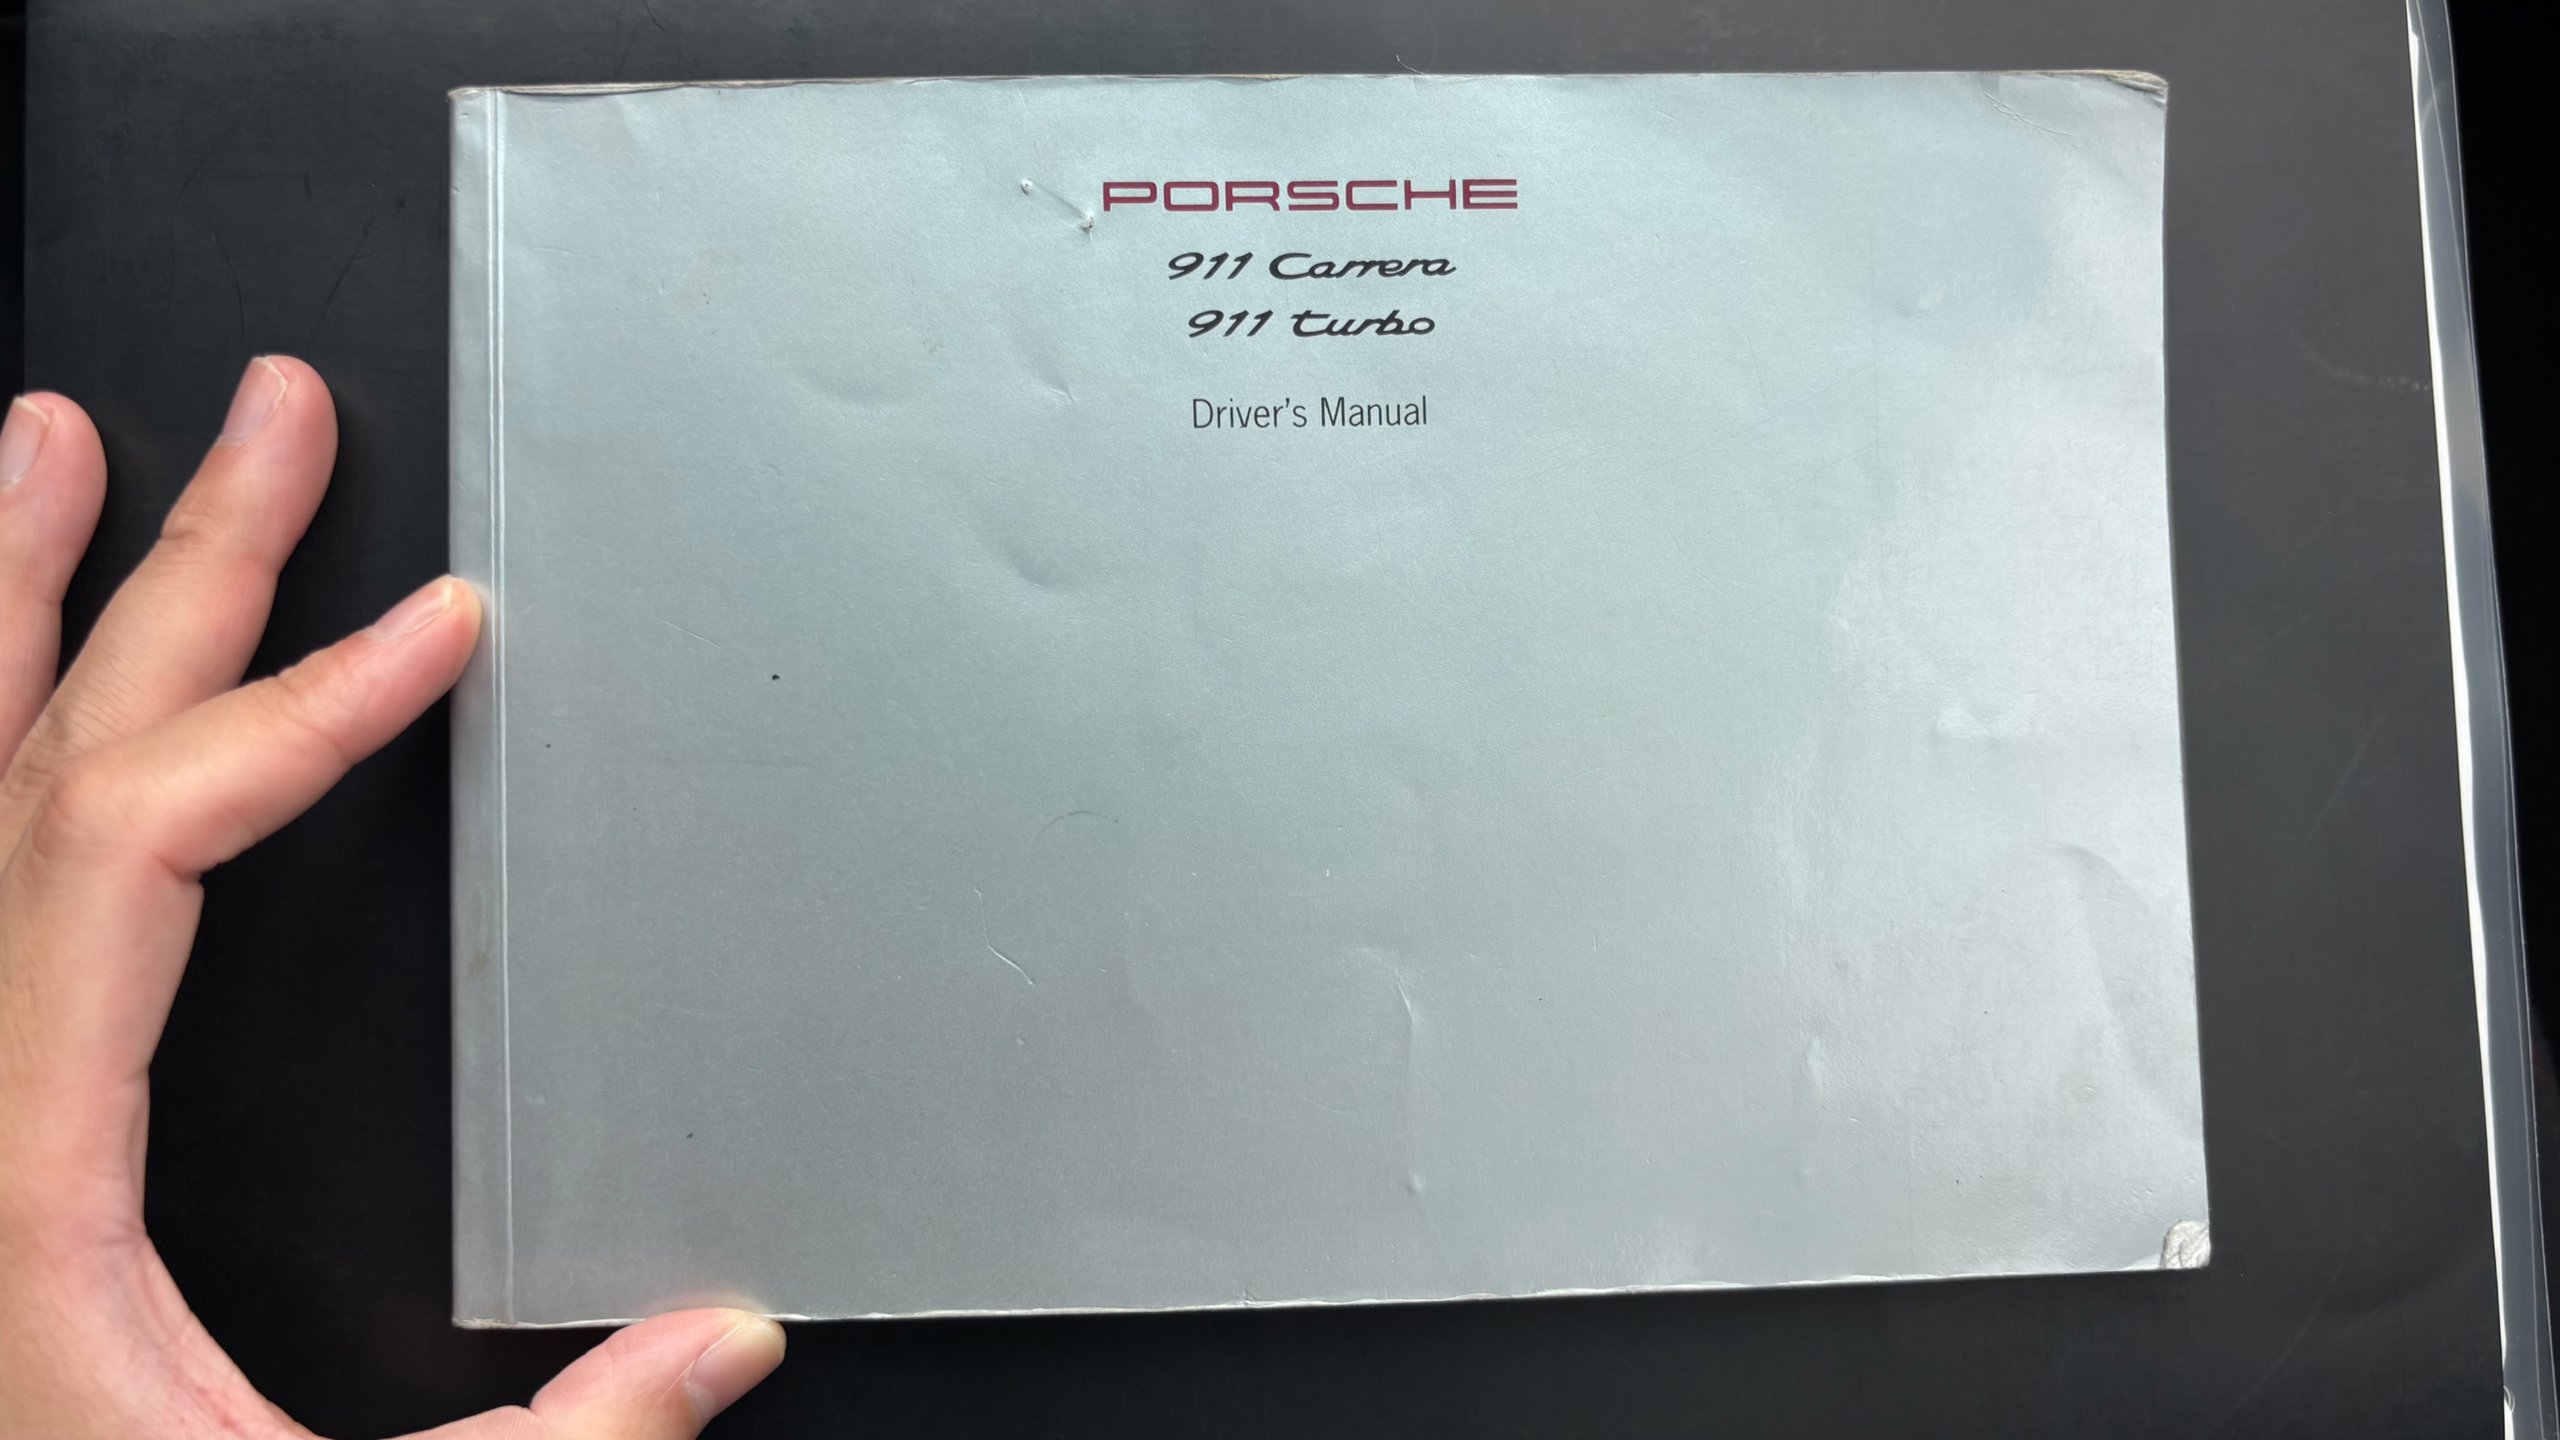 PORSCHE
911 Carrera
911 turbo
Driver's Manual